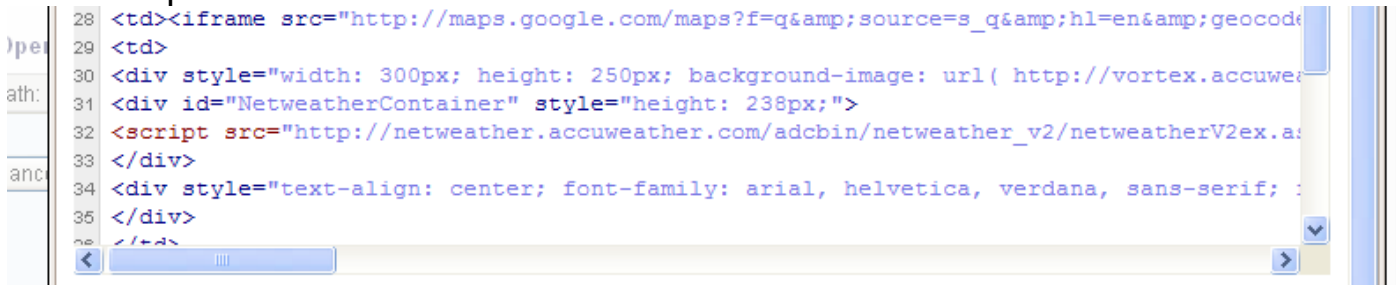 28 <td><iframe src="http://maps.google.com/maps?f=q&amp;source=s_q&amp;hl=en&amp;geocode
29 <td>
30 <div style="width: 300px; height: 250px; background-image: url( http://vortex.accuwea
31 <div id="NetweatherContainer" style="height: 238px;">
32 <script src="http://netweather.accuweather.com/adcbin/netweather_v2/netweatherV2ex.as
33 </div>
34 <div style="text-align: center; font-family: arial, helvetica, verdana, sans-serif;
35 </div>
</td>
ath: